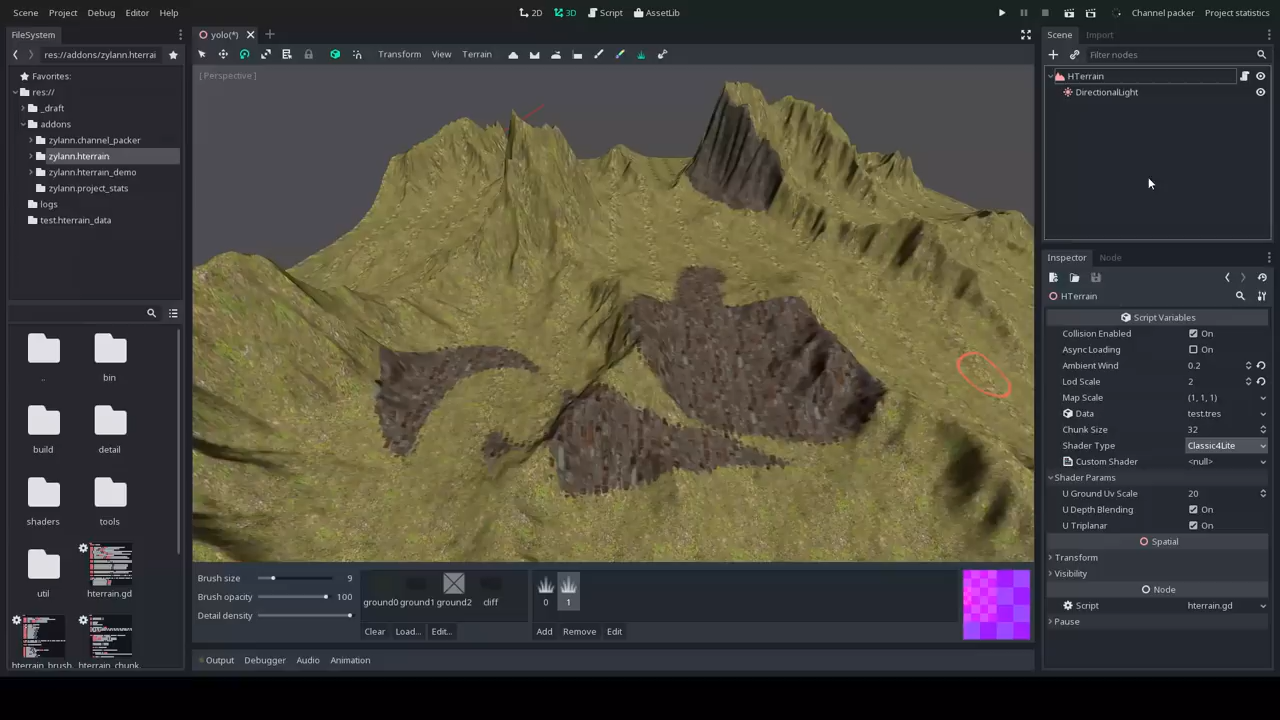 Scene Project Debug Editor Help
2D 3D Script AssetLib
Channel packer Project statistics
FileSystem
res://addons/zylann.hterrai
Favorites:
res://
_draft
addons
zylann.channel_packer
zylann.hterrain
zylann.hterrain_demo
zylann.project_stats
logs
test.hterrain_data
..
bin
build
detail
shaders
tools
util
hterrain.gd
hterrain_brush.
hterrain_chunk
yolo(*)
Transform View Terrain
[ Perspective ]
Brush size 9
Brush opacity 100
Detail density
ground0 ground1 ground2 cliff
Clear Load... Edit...
0 1
Add Remove Edit
Output Debugger Audio Animation
Scene Import
Filter nodes
HTerrain
DirectionalLight
Inspector Node
HTerrain
Script Variables
Collision Enabled On
Async Loading On
Ambient Wind 0.2
Lod Scale 2
Map Scale (1, 1, 1)
Data test.tres
Chunk Size 32
Shader Type Classic4Lite
Custom Shader <null>
Shader Params
U Ground Uv Scale 20
U Depth Blending On
U Triplanar On
Spatial
Transform
Visibility
Node
Script hterrain.gd
Pause